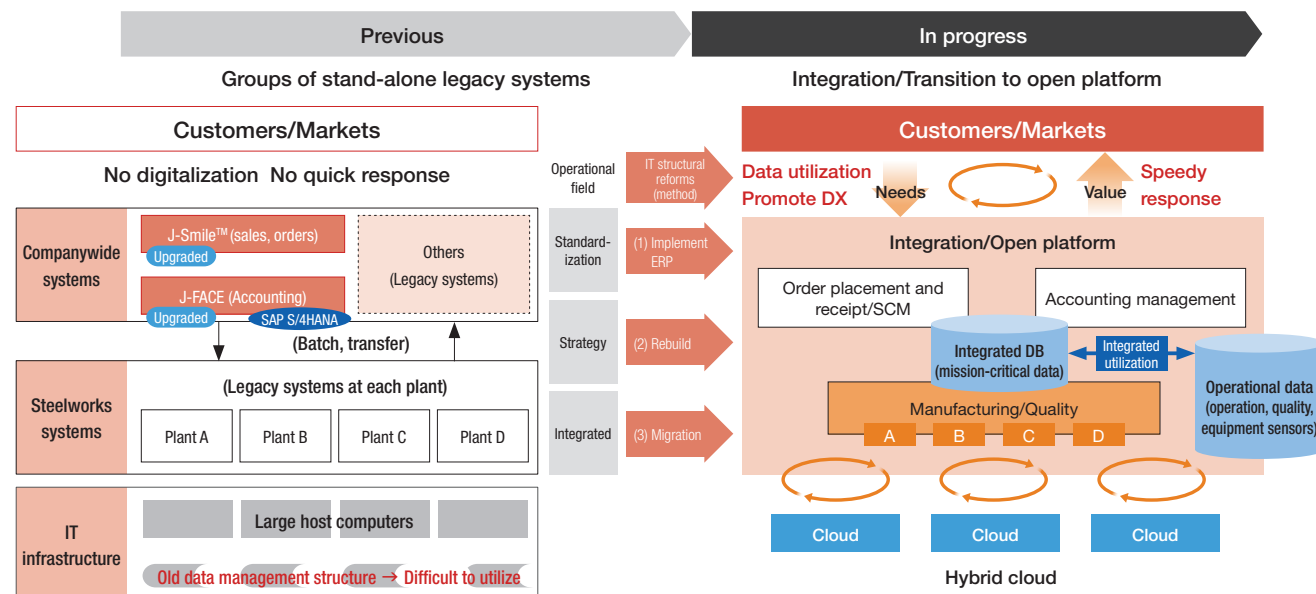 Previous
In progress
Groups of stand-alone legacy systems
Integration/Transition to open platform
Customers/Markets
No digitalization No quick response
Companywide
systems
J-Smile™ (sales, orders)
Upgraded
J-FACE (Accounting)
Upgraded
SAP S/4HANA
Others
(Legacy systems)
(Batch, transfer)
Steelworks
systems
(Legacy systems at each plant)
Plant A
Plant B
Plant C
Plant D
IT
infrastructure
Large host computers
Old data management structure → Difficult to utilize
Operational
field
Standard-
ization
Strategy
Integrated
IT structural
reforms
(method)
(1) Implement
ERP
(2) Rebuild
(3) Migration
Customers/Markets
Data utilization
Promote DX
Needs
Value
Speedy
response
Integration/Open platform
Order placement and
receipt/SCM
Accounting management
Integrated DB
(mission-critical data)
Integrated
utilization
Operational data
(operation, quality,
equipment sensors)
Manufacturing/Quality
A
B
C
D
Cloud
Cloud
Cloud
Hybrid cloud